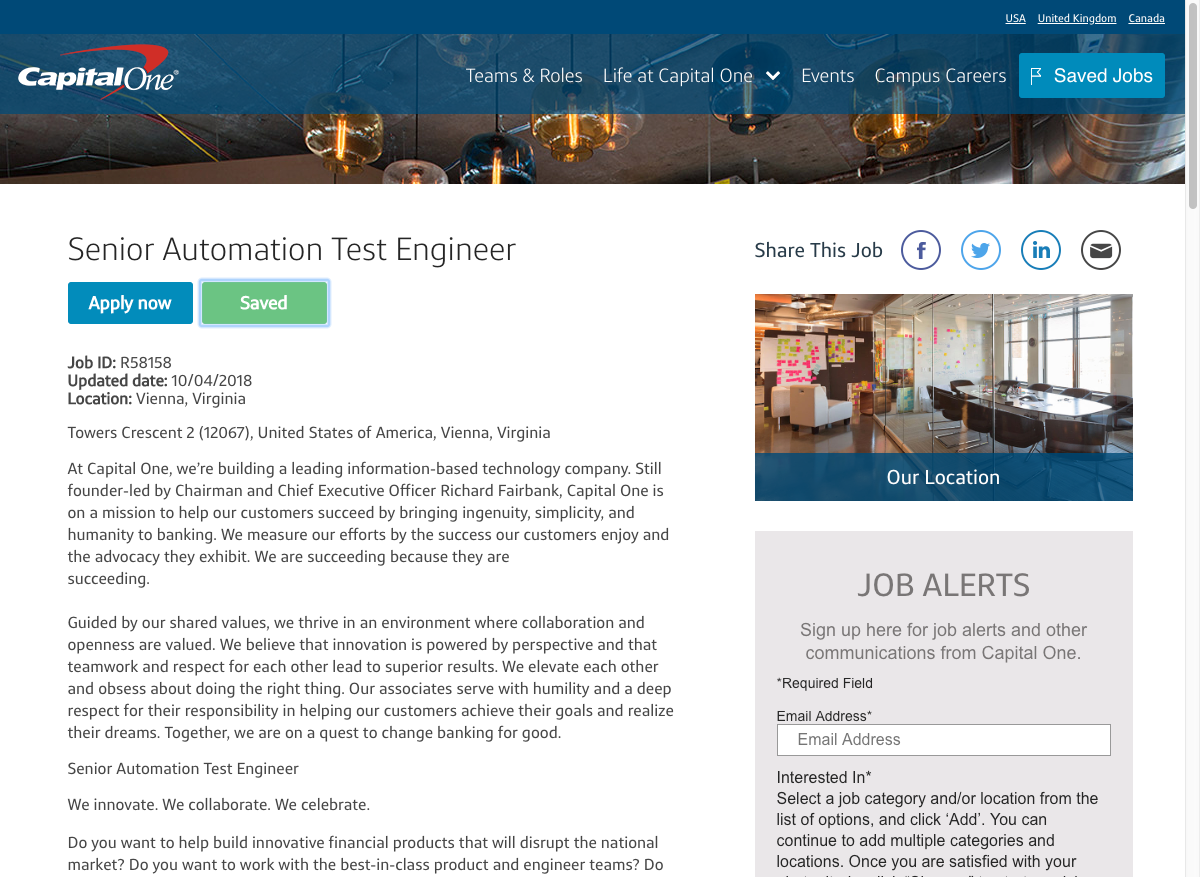 USA United Kingdom Canada
CapitalOne®
Teams & Roles Life at Capital One Events Campus Careers Saved Jobs
Senior Automation Test Engineer
Apply now Saved
Job ID: R58158
Updated date: 10/04/2018
Location: Vienna, Virginia
Towers Crescent 2 (12067), United States of America, Vienna, Virginia
At Capital One, we’re building a leading information-based technology company. Still
founder-led by Chairman and Chief Executive Officer Richard Fairbank, Capital One is
on a mission to help our customers succeed by bringing ingenuity, simplicity, and
humanity to banking. We measure our efforts by the success our customers enjoy and
the advocacy they exhibit. We are succeeding because they are
succeeding.
Guided by our shared values, we thrive in an environment where collaboration and
openness are valued. We believe that innovation is powered by perspective and that
teamwork and respect for each other lead to superior results. We elevate each other
and obsess about doing the right thing. Our associates serve with humility and a deep
respect for their responsibility in helping our customers achieve their goals and realize
their dreams. Together, we are on a quest to change banking for good.
Senior Automation Test Engineer
We innovate. We collaborate. We celebrate.
Do you want to help build innovative financial products that will disrupt the national
market? Do you want to work with the best-in-class product and engineer teams? Do
Share This Job
Our Location
JOB ALERTS
Sign up here for job alerts and other
communications from Capital One.
*Required Field
Email Address*
Email Address
Interested In*
Select a job category and/or location from the
list of options, and click ‘Add’. You can
continue to add multiple categories and
locations. Once you are satisfied with your